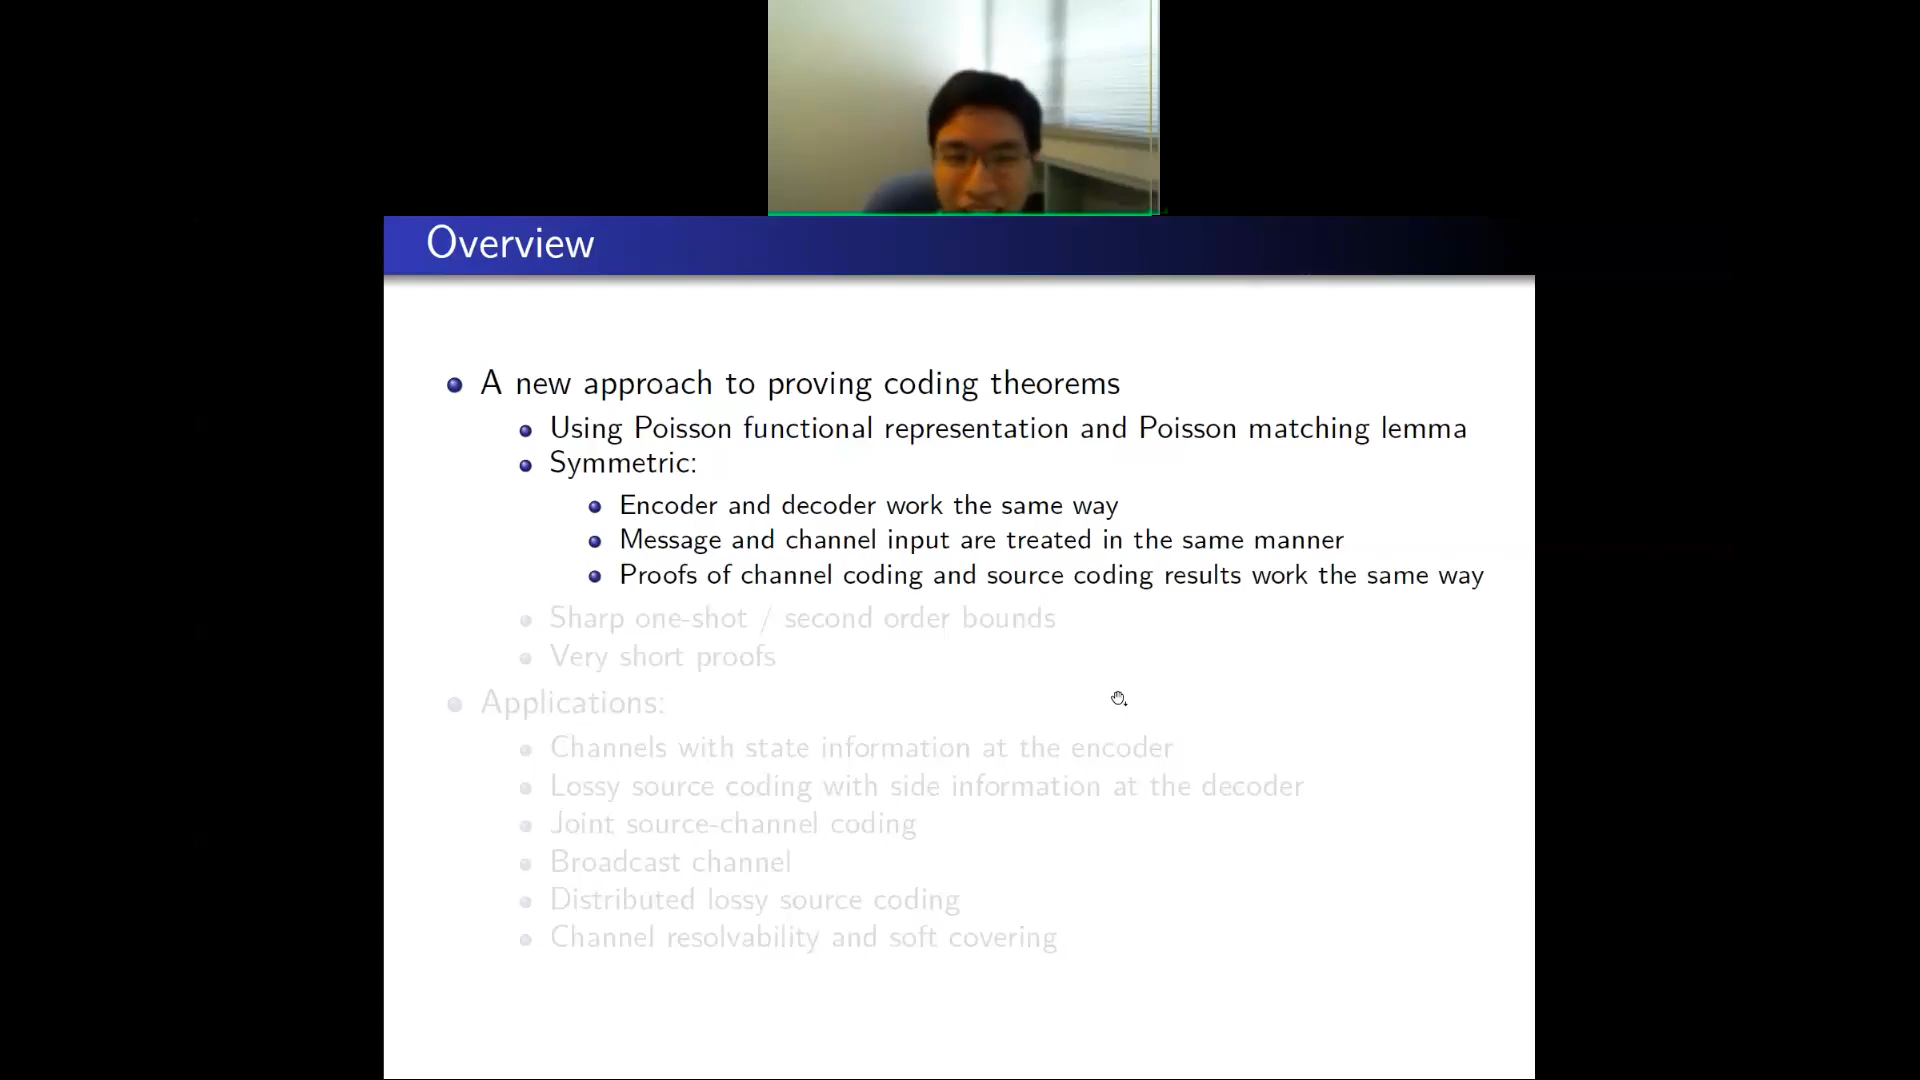 Overview
A new approach to proving coding theorems
Using Poisson functional representation and Poisson matching lemma
Symmetric:
Encoder and decoder work the same way
Message and channel input are treated in the same manner
Proofs of channel coding and source coding results work the same way
Sharp one-shot / second order bounds
Very short proofs
Applications:
Channels with state information at the encoder
Lossy source coding with side information at the decoder
Joint source-channel coding
Broadcast channel
Distributed lossy source coding
Channel resolvability and soft covering